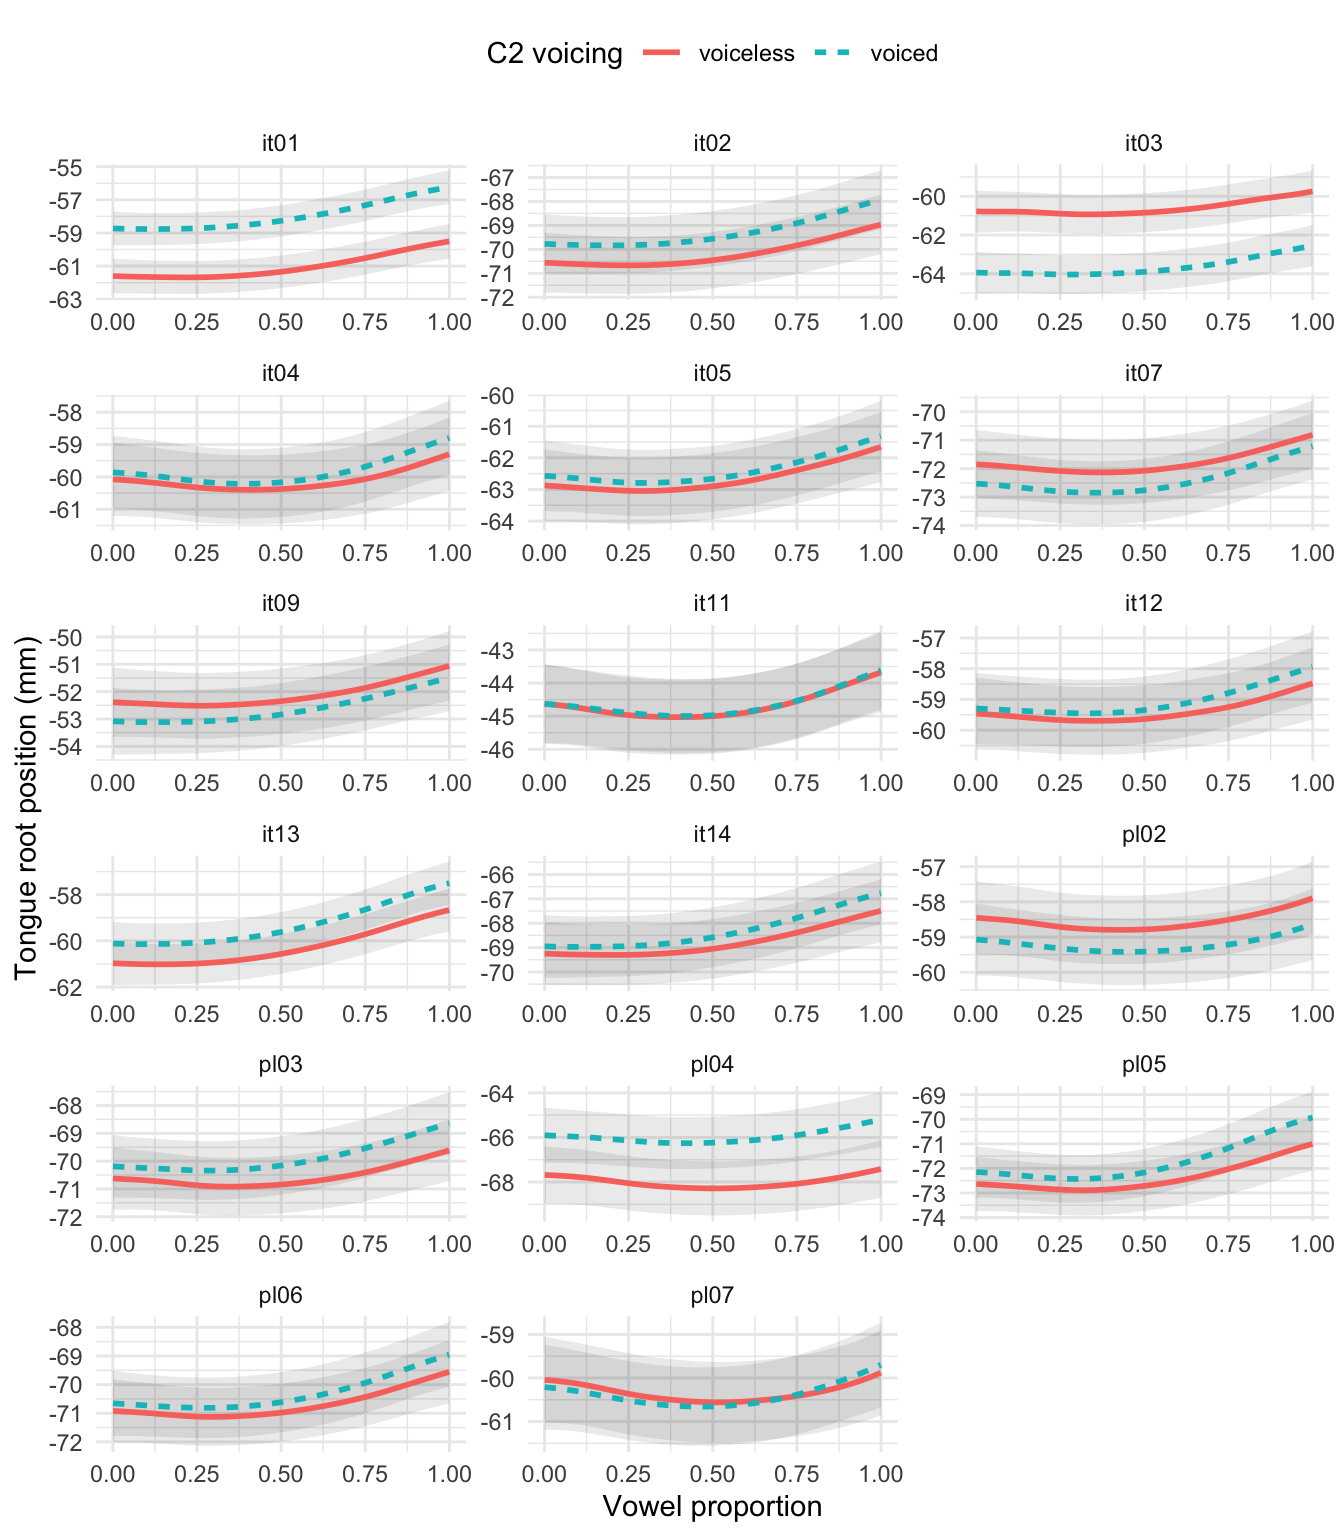 C2 voicing voiceless voiced
it01 it02 it03
-55 -57 -59 -61 -63
-67 -68 -69 -70 -71 -72
-60 -62 -64
0.00 0.25 0.50 0.75 1.00 0.00 0.25 0.50 0.75 1.00 0.00 0.25 0.50 0.75 1.00
it04 it05 it07
-58 -59 -60 -61
-60 -61 -62 -63 -64
-70 -71 -72 -73 -74
0.00 0.25 0.50 0.75 1.00 0.00 0.25 0.50 0.75 1.00 0.00 0.25 0.50 0.75 1.00
it09 it11 it12
-50 -51 -52 -53 -54
-43 -44 -45 -46
-57 -58 -59 -60
0.00 0.25 0.50 0.75 1.00 0.00 0.25 0.50 0.75 1.00 0.00 0.25 0.50 0.75 1.00
Tongue root position (mm)
it13 it14 pl02
-58 -60 -62
-66 -67 -68 -69 -70
-57 -58 -59 -60
0.00 0.25 0.50 0.75 1.00 0.00 0.25 0.50 0.75 1.00 0.00 0.25 0.50 0.75 1.00
pl03 pl04 pl05
-68 -69 -70 -71 -72
-64 -66 -68
-69 -70 -71 -72 -73 -74
0.00 0.25 0.50 0.75 1.00 0.00 0.25 0.50 0.75 1.00 0.00 0.25 0.50 0.75 1.00
pl06 pl07
-68 -69 -70 -71 -72
-59 -60 -61
0.00 0.25 0.50 0.75 1.00 0.00 0.25 0.50 0.75 1.00
Vowel proportion